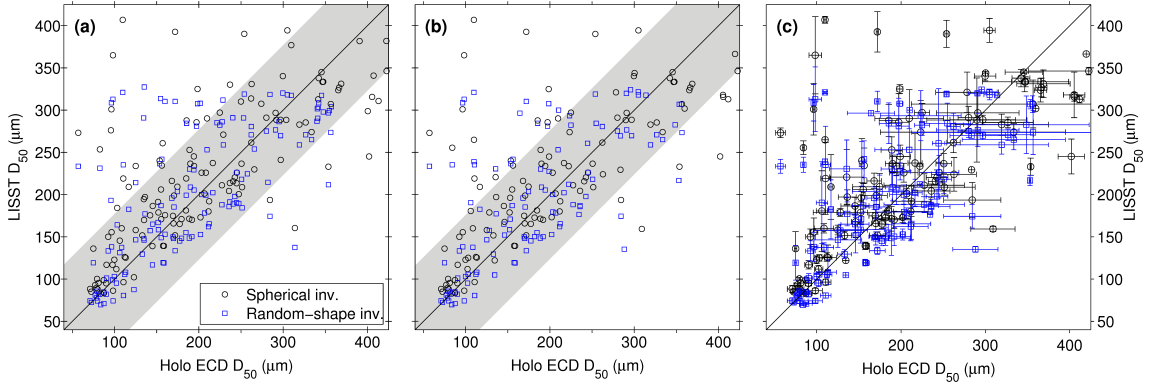 (a)
400
350
300
250
200
150
100
50
LISST D50 (μm)
100 200 300 400
Holo ECD D50 (μm)
Spherical inv.
Random−shape inv.
(b)
100 200 300 400
Holo ECD D50 (μm)
(c)
400
350
300
250
200
150
100
50
LISST D50 (μm)
100 200 300 400
Holo ECD D50 (μm)